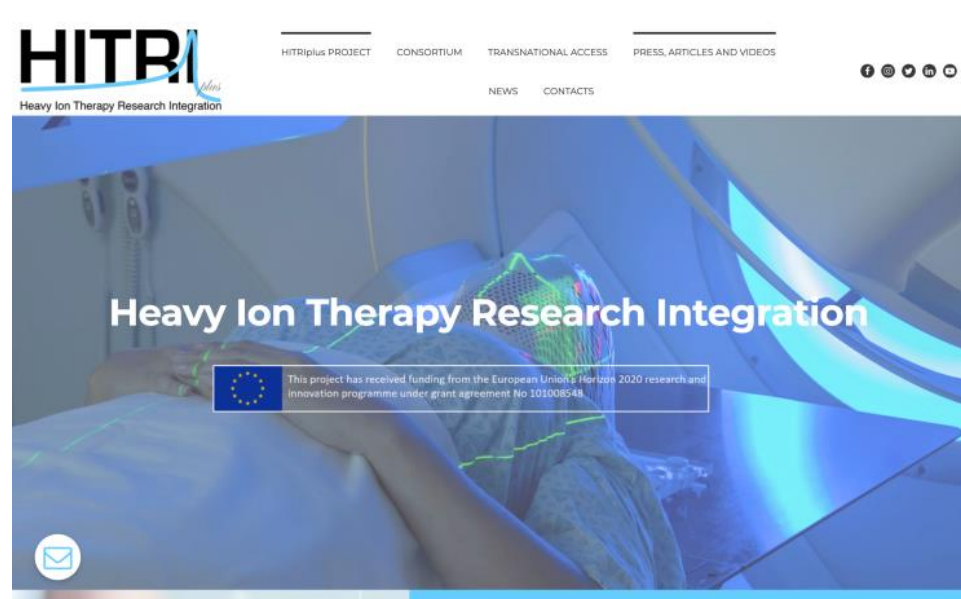 HITRI
plus
Heavy Ion Therapy Research Integration
HITRIplus PROJECT
CONSORTIUM
TRANSNATIONAL ACCESS
PRESS, ARTICLES AND VIDEOS
NEWS
CONTACTS
Heavy Ion Therapy Research Integration
This project has received funding from the European Union's Horizon 2020 research and
innovation programme under grant agreement No 101008548